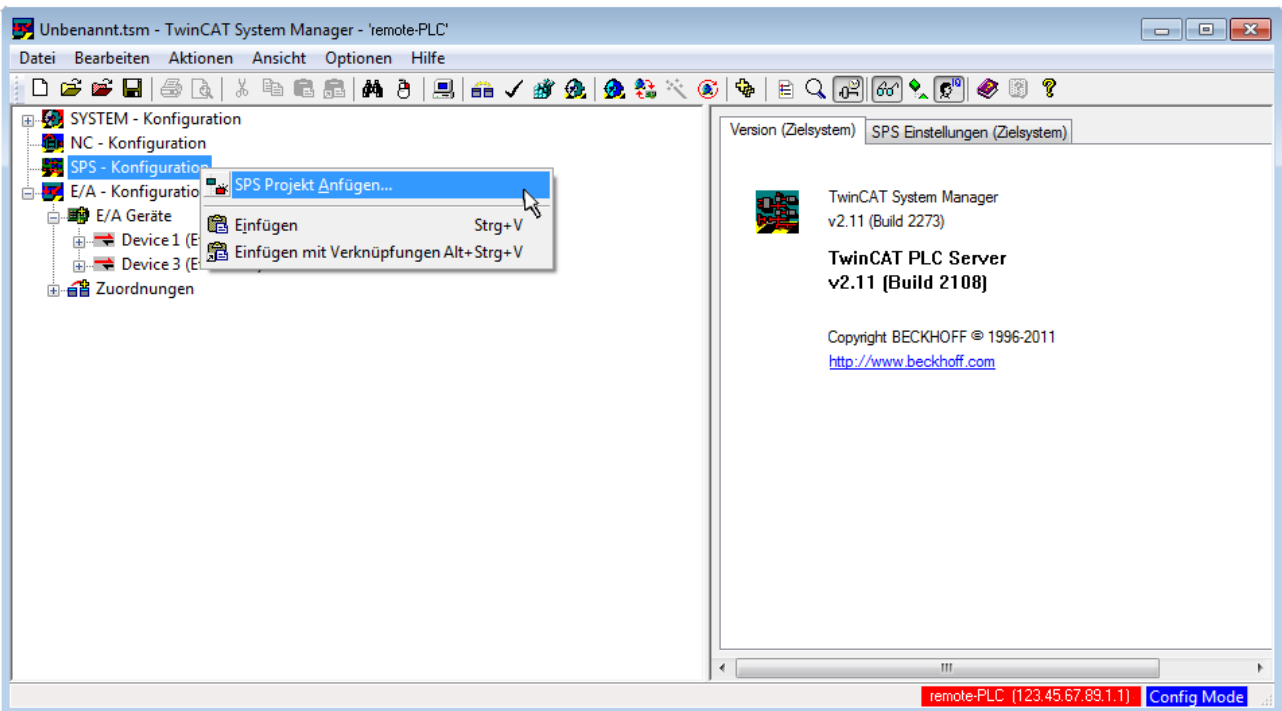 Unbenannt.tsm - TwinCAT System Manager - 'remote-PLC'
Datei Bearbeiten Aktionen Ansicht Optionen Hilfe
SYSTEM - Konfiguration
NC - Konfiguration
SPS - Konfiguration
E/A - Konfiguratio
E/A Geräte
Device 1 (E
Device 3 (E
Zuordnungen
SPS Projekt Anfügen...
Einfügen Strg+V
Einfügen mit Verknüpfungen Alt+Strg+V
Version (Zielsystem) SPS Einstellungen (Zielsystem)
TwinCAT System Manager
v2.11 (Build 2273)
TwinCAT PLC Server
v2.11 (Build 2108)
Copyright BECKHOFF © 1996-2011
http://www.beckhoff.com
remote-PLC (123.45.67.89.1.1) Config Mode